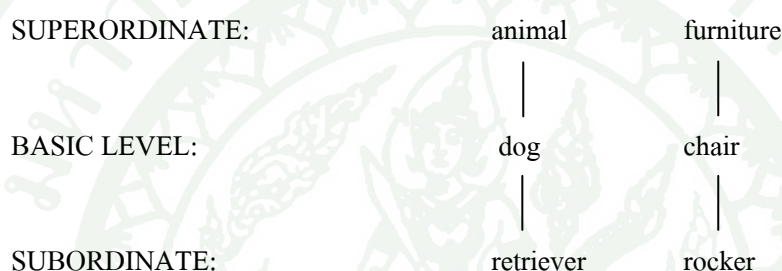 SUPERORDINATE: animal furniture
BASIC LEVEL: dog chair
SUBORDINATE: retriever rocker